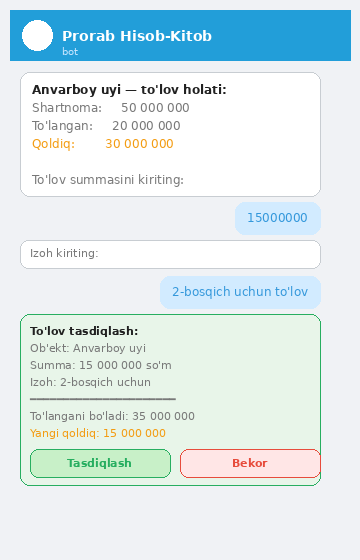 Prorab Hisob-Kitob
bot
Anvarboy uyi — to'lov holati:
Shartnoma: 50 000 000
To'langan: 20 000 000
Qoldiq: 30 000 000
To'lov summasini kiriting:
15000000
Izoh kiriting:
2-bosqich uchun to'lov
To'lov tasdiqlash:
Ob'ekt: Anvarboy uyi
Summa: 15 000 000 so'm
Izoh: 2-bosqich uchun
━━━━━━━━━━━━━━━━━━━━
To'langani bo'ladi: 35 000 000
Yangi qoldiq: 15 000 000
Tasdiqlash Bekor